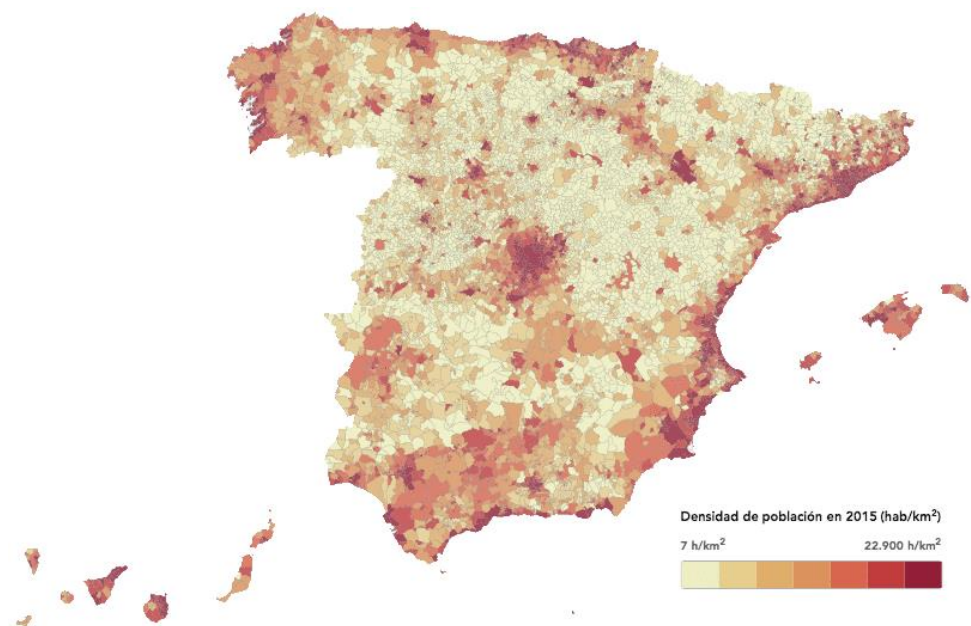 Densidad de población en 2015 (hab/km²)
7 h/km² 22.900 h/km²